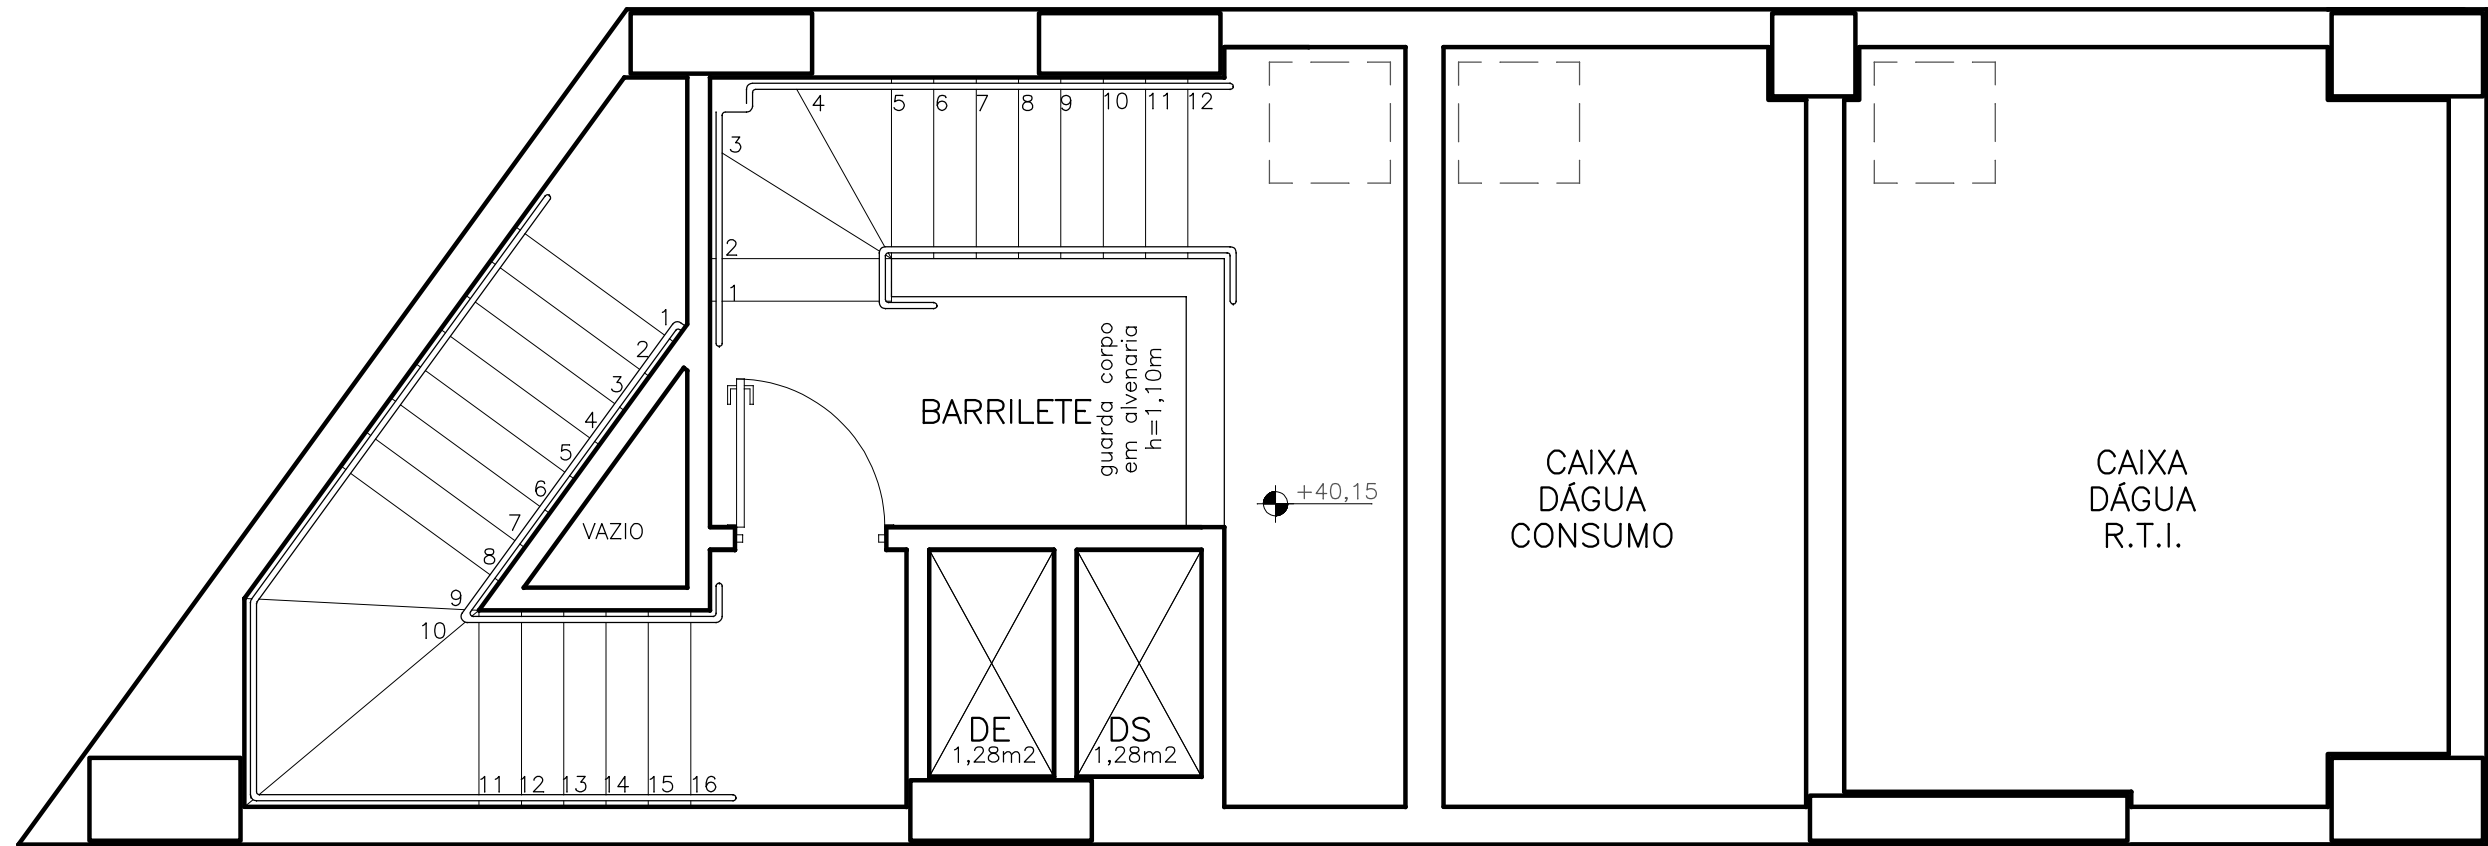 4
5
6
7
8
9
10
11
12
3
2
1
1
2
3
4
5
6
7
8
9
10
11
12
13
14
15
16
VAZIO
BARRILETE
guarda corpo
em alvenaria
h=1,10m
+40,15
CAIXA
DÁGUA
CONSUMO
CAIXA
DÁGUA
R.T.I.
DE
1,28m2
DS
1,28m2